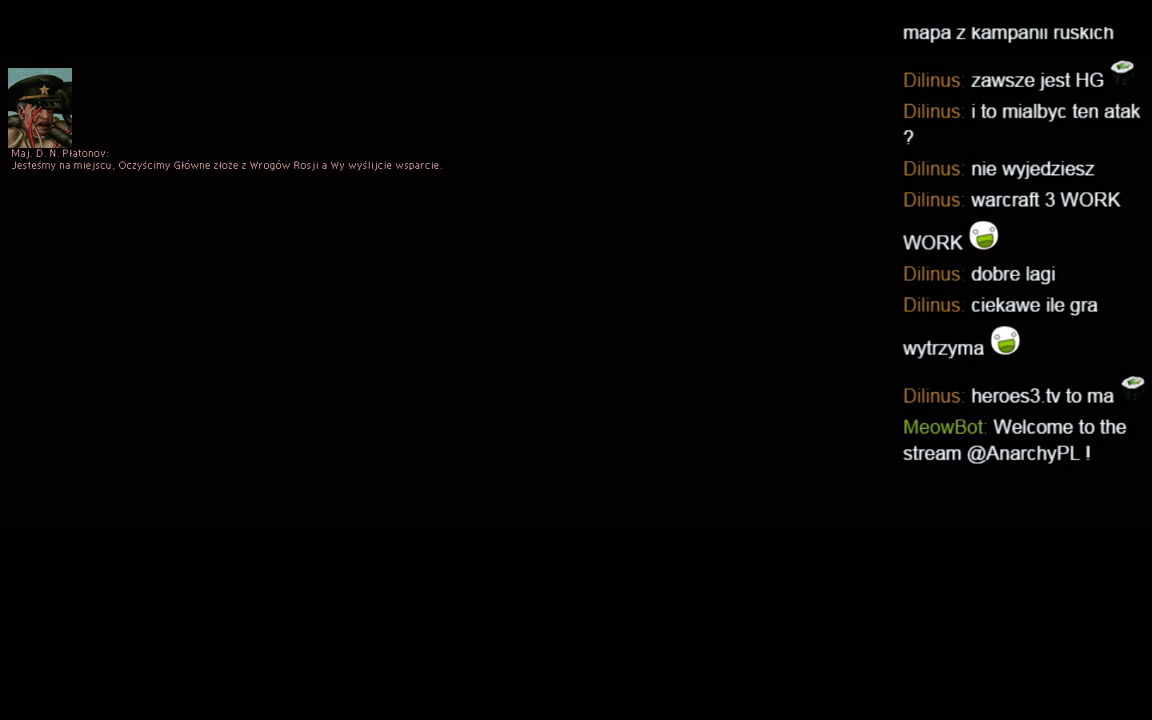 Maj. D. N. Płatonov:
Jesteśmy na miejscu, Oczyścimy Główne złoże z Wrogów Rosji a Wy wyślijcie wsparcie.
mapa z kampanii ruskich
Dilinus: zawsze jest HG
Dilinus: i to mialbyc ten atak
?
Dilinus: nie wyjedziesz
Dilinus: warcraft 3 WORK
WORK
Dilinus: dobre lagi
Dilinus: ciekawe ile gra
wytrzyma
Dilinus: heroes3.tv to ma
MeowBot: Welcome to the
stream @AnarchyPL !